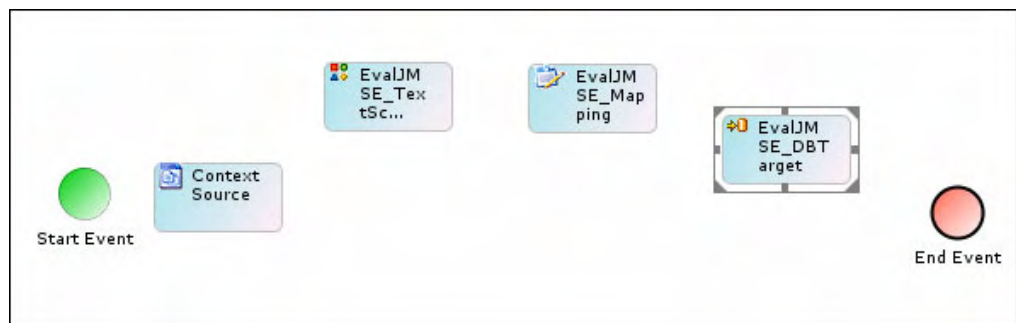 EvalJM
SE_Tex
tSc...
EvalJM
SE_Map
ping
EvalJM
SE_DBT
arget
Context
Source
Start Event
End Event